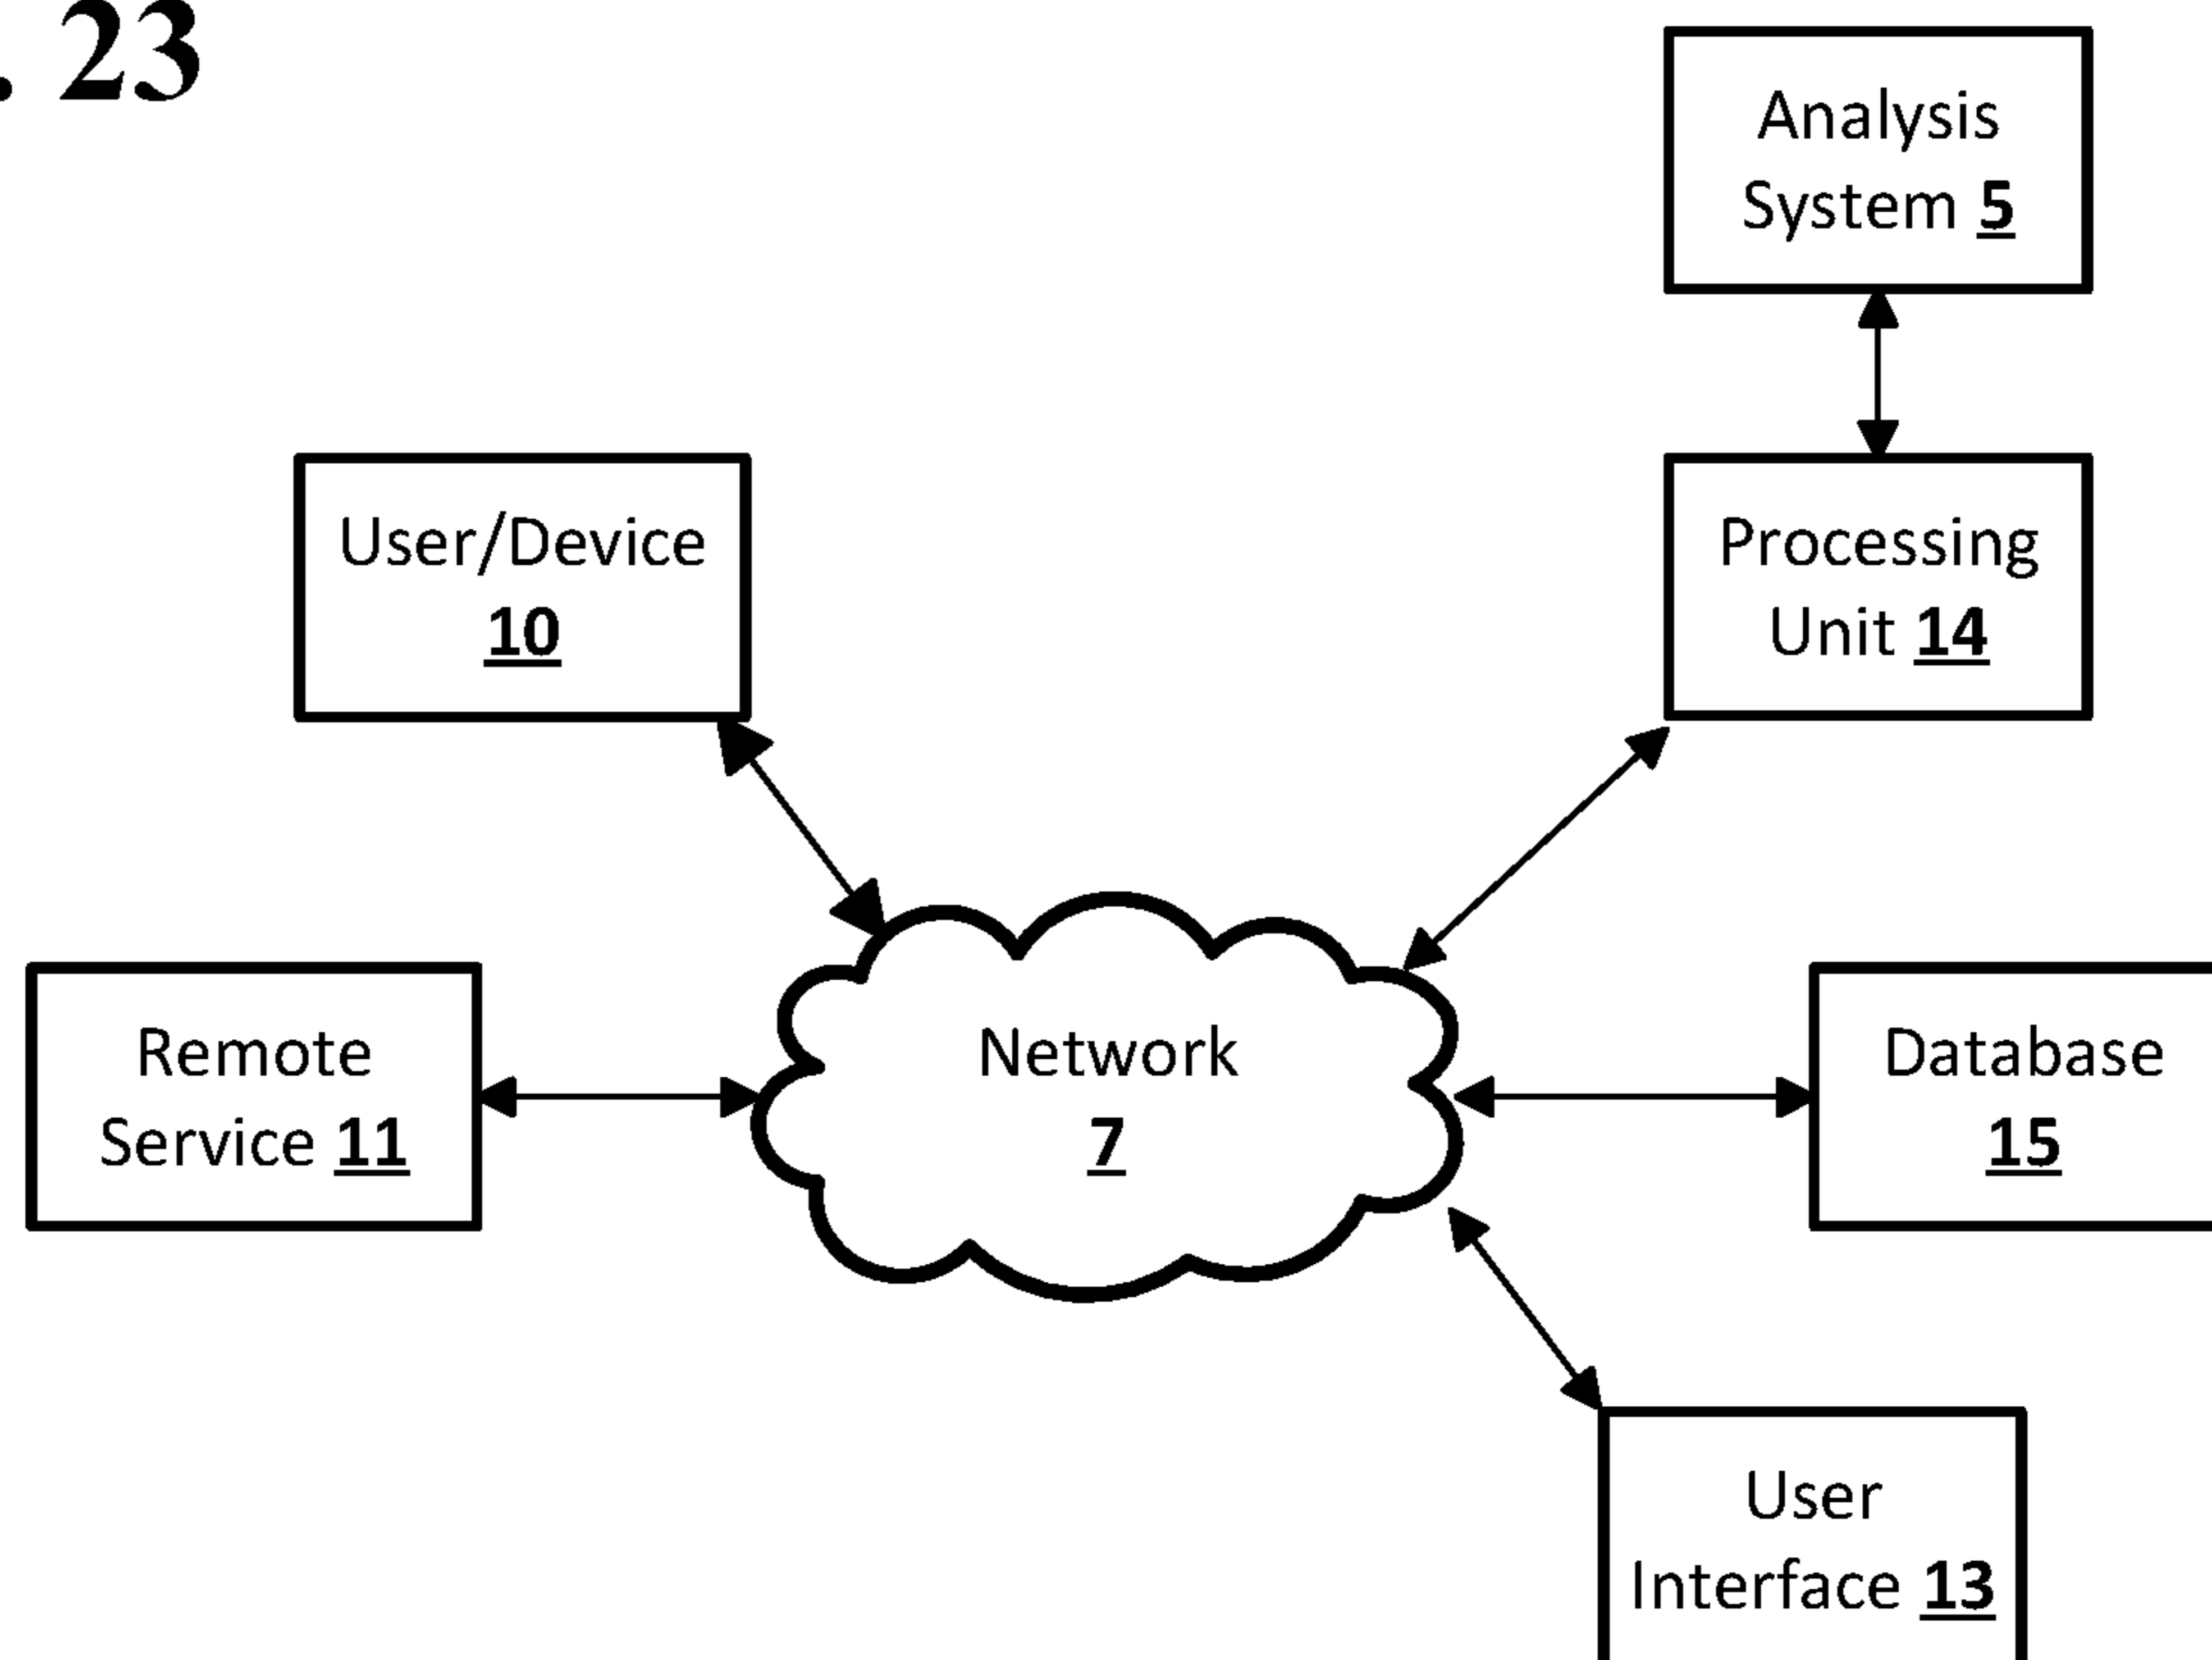 . 23
Analysis
System 5
User/Device
10
Processing
Unit 14
Remote
Service 11
Network
7
Database
15
User
Interface 13